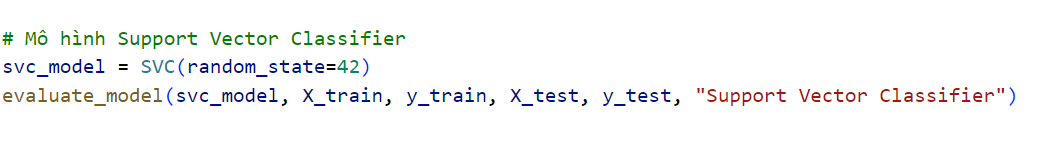 # Mô hình Support Vector Classifier
svc_model = SVC(random_state=42)
evaluate_model(svc_model, X_train, y_train, X_test, y_test, "Support Vector Classifier")